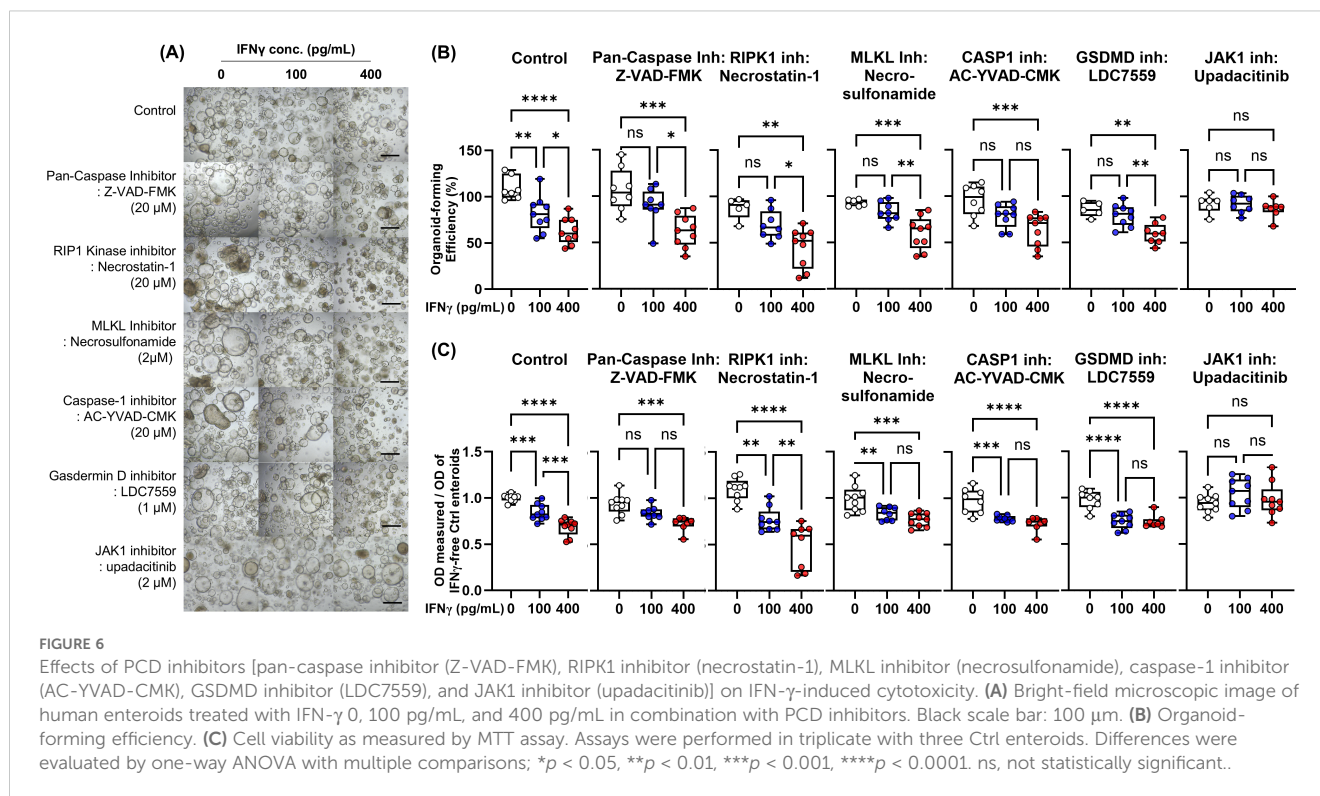 (A)
IFNγ conc. (pg/mL)
0 100 400
Control
Pan-Caspase Inhibitor
: Z-VAD-FMK
(20 μM)
RIP1 Kinase inhibitor
: Necrostatin-1
(20 μM)
MLKL Inhibitor
: Necrosulfonamide
(2μM)
Caspase-1 inhibitor
: AC-YVAD-CMK
(20 μM)
Gasdermin D inhibitor
: LDC7559
(1 μM)
JAK1 inhibitor
: upadacitinib
(2 μM)
(B)
Control
Pan-Caspase Inh:
Z-VAD-FMK
RIPK1 inh:
Necrostatin-1
MLKL Inh:
Necro-
sulfonamide
CASP1 inh:
AC-YVAD-CMK
GSDMD inh:
LDC7559
JAK1 inh:
Upadacitinib
****
** *
***
ns *
**
ns *
***
ns **
***
ns ns
**
ns **
ns
ns ns
Organoid-forming
Efficiency (%)
150
100
50
0
IFNγ (pg/mL) 0 100 400 0 100 400 0 100 400 0 100 400 0 100 400 0 100 400 0 100 400
(C)
Control
Pan-Caspase Inh:
Z-VAD-FMK
RIPK1 inh:
Necrostatin-1
MLKL Inh:
Necro-
sulfonamide
CASP1 inh:
AC-YVAD-CMK
GSDMD inh:
LDC7559
JAK1 inh:
Upadacitinib
****
***
***
***
ns ns
****
** **
***
** ns
****
*** ns
****
****
ns
ns
ns ns
OD measured / OD of
IFNγ-free Ctrl enteroids
1.5
1.0
0.5
0.0
IFNγ (pg/mL) 0 100 400 0 100 400 0 100 400 0 100 400 0 100 400 0 100 400 0 100 400
FIGURE 6
Effects of PCD inhibitors [pan-caspase inhibitor (Z-VAD-FMK), RIPK1 inhibitor (necrostatin-1), MLKL inhibitor (necrosulfonamide), caspase-1 inhibitor
(AC-YVAD-CMK), GSDMD inhibitor (LDC7559), and JAK1 inhibitor (upadacitinib)] on IFN-γ-induced cytotoxicity. (A) Bright-field microscopic image of
human enteroids treated with IFN-γ 0, 100 pg/mL, and 400 pg/mL in combination with PCD inhibitors. Black scale bar: 100 μm. (B) Organoid-
forming efficiency. (C) Cell viability as measured by MTT assay. Assays were performed in triplicate with three Ctrl enteroids. Differences were
evaluated by one-way ANOVA with multiple comparisons; *p < 0.05, **p < 0.01, ***p < 0.001, ****p < 0.0001. ns, not statistically significant..